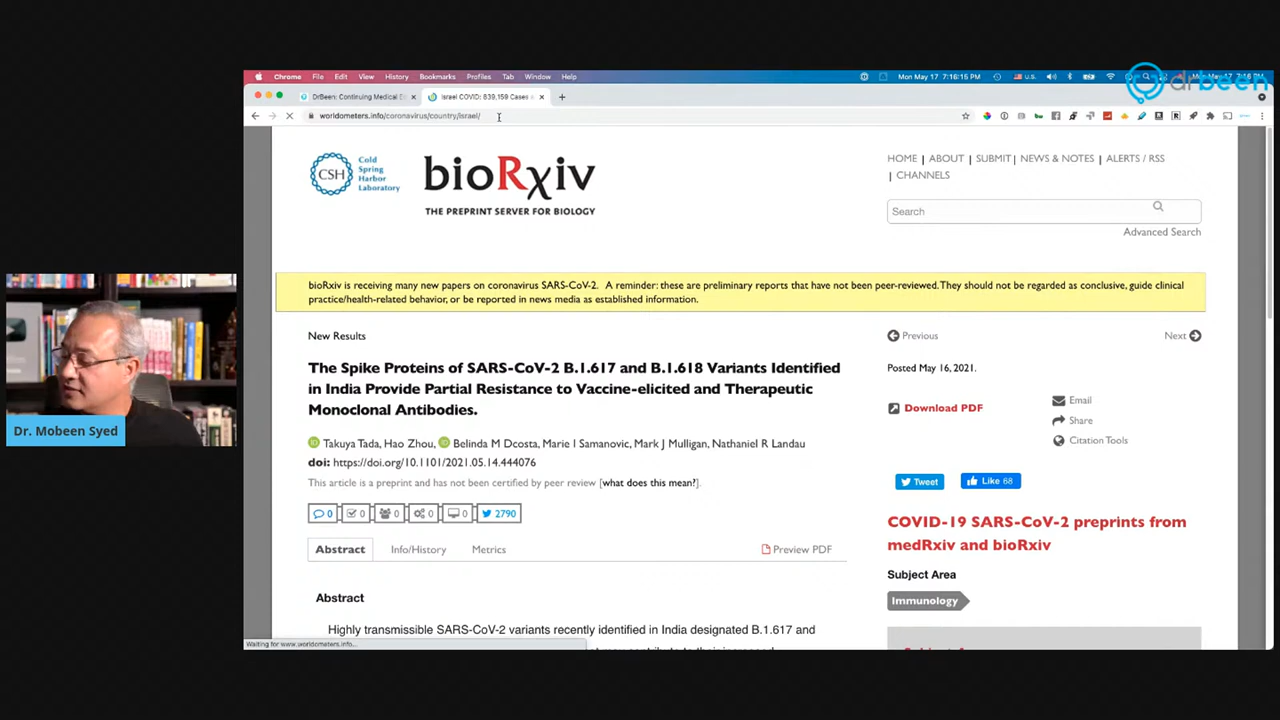 Chrome File Edit View History Bookmarks Profiles Tab Window Help
Mon May 17 7:16:15 PM U.S.
drbeen
DrBeen: Continuing Medical E
Israel COVID: 839,159 Cases
worldometers.info/coronavirus/country/israel/
CSH
Cold
Spring
Harbor
Laboratory
bioRχiv
THE PREPRINT SERVER FOR BIOLOGY
HOME | ABOUT | SUBMIT | NEWS & NOTES | ALERTS / RSS
| CHANNELS
Search
Advanced Search
bioRxiv is receiving many new papers on coronavirus SARS-CoV-2. A reminder: these are preliminary reports that have not been peer-reviewed. They should not be regarded as conclusive, guide clinical
practice/health-related behavior, or be reported in news media as established information.
New Results
Previous
Next
The Spike Proteins of SARS-CoV-2 B.1.617 and B.1.618 Variants Identified
in India Provide Partial Resistance to Vaccine-elicited and Therapeutic
Monoclonal Antibodies.
Posted May 16, 2021.
Download PDF
Email
Share
Citation Tools
Takuya Tada, Hao Zhou, Belinda M Dcosta, Marie I Samanovic, Mark J Mulligan, Nathaniel R Landau
doi: https://doi.org/10.1101/2021.05.14.444076
This article is a preprint and has not been certified by peer review [what does this mean?].
0 0 0 0 0 2790
Tweet
Like 68
Abstract Info/History Metrics
Preview PDF
COVID-19 SARS-CoV-2 preprints from
medRxiv and bioRxiv
Subject Area
Immunology
Abstract
Highly transmissible SARS-CoV-2 variants recently identified in India designated B.1.617 and
Waiting for www.worldometers.info...
Dr. Mobeen Syed